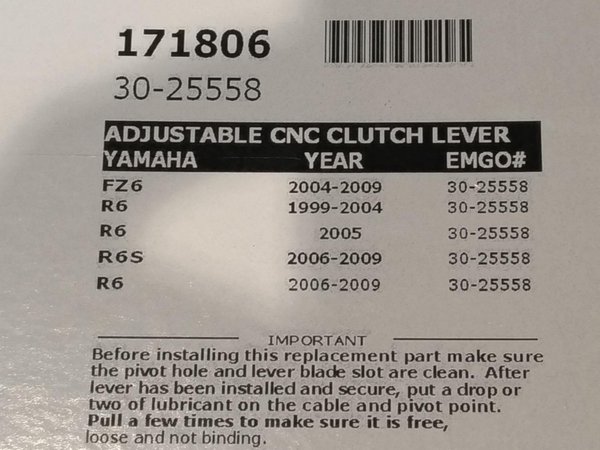 171806
30-25558
ADJUSTABLE CNC CLUTCH LEVER
YAMAHA YEAR EMGO#
FZ6 2004-2009 30-25558
R6 1999-2004 30-25558
R6 2005 30-25558
R6S 2006-2009 30-25558
R6 2006-2009 30-25558
IMPORTANT
Before installing this replacement part make sure
the pivot hole and lever blade slot are clean. After
lever has been installed and secure, put a drop or
two of lubricant on the cable and pivot point.
Pull a few times to make sure it is free,
loose and not binding.